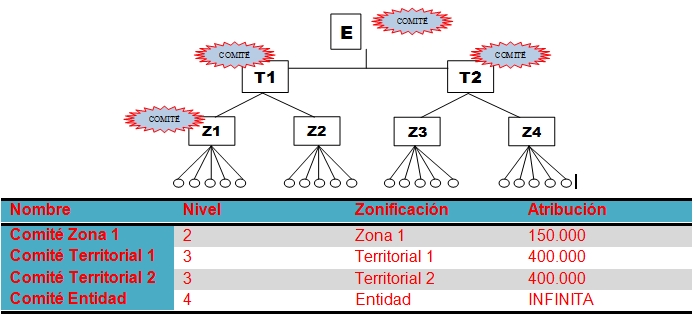 E
COMITÉ
COMITÉ
T1
COMITÉ
T2
COMITÉ
Z1
Z2
Z3
Z4
Nombre Nivel Zonificación Atribución
Comité Zona 1 2 Zona 1 150.000
Comité Territorial 1 3 Territorial 1 400.000
Comité Territorial 2 3 Territorial 2 400.000
Comité Entidad 4 Entidad INFINITA